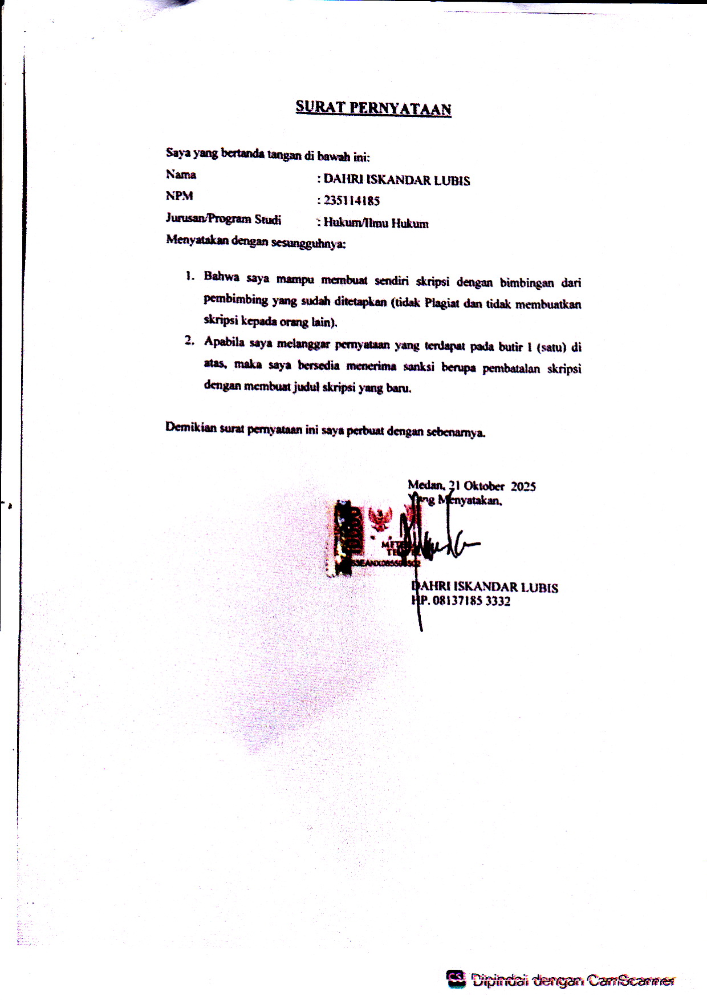 SURAT PERNYATAAN
Saya yang bertanda tangan di bawah ini:
Nama : DAHRI ISKANDAR LUBIS
NPM : 235114185
Jurusan/Program Studi : Hukum/Ilmu Hukum
Menyatakan dengan sesungguhnya:
1. Bahwa saya mampu membuat sendiri skripsi dengan bimbingan dari
pembimbing yang sudah ditetapkan (tidak Plagiat dan tidak membuatkan
skripsi kepada orang lain).
2. Apabila saya melanggar pernyataan yang terdapat pada butir 1 (satu) di
atas, maka saya bersedia menerima sanksi berupa pembatalan skripsi
dengan membuat judul skripsi yang baru.
Demikian surat pernyataan ini saya perbuat dengan sebenarnya.
Medan, 21 Oktober 2025
Yang Menyatakan,
10000
DAHRI ISKANDAR LUBIS
HP. 08137185 3332
CS Dipindai dengan CamScanner